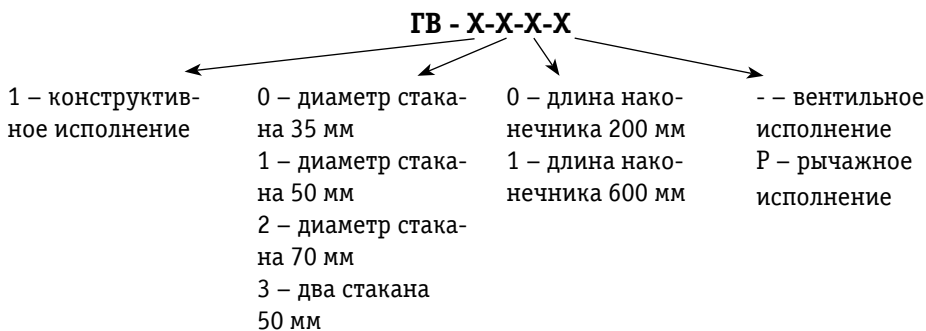 ГВ - Х-Х-Х-Х
1 – конструктив-
ное исполнение
0 – диаметр стака-
на 35 мм
1 – диаметр стака-
на 50 мм
2 – диаметр стака-
на 70 мм
3 – два стакана
50 мм
0 – длина нако-
нечника 200 мм
1 – длина нако-
нечника 600 мм
- – вентильное
исполнение
Р – рычажное
исполнение